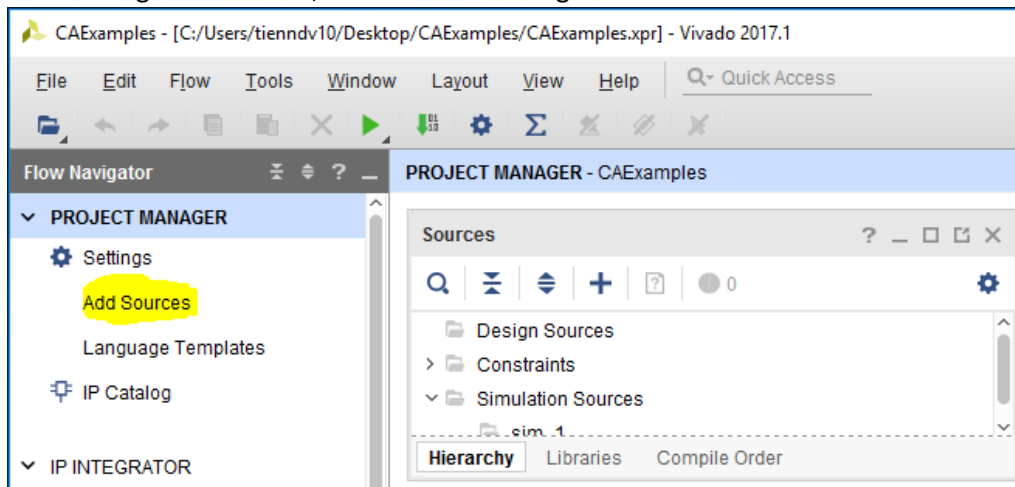 CAExamples - [C:/Users/tienndv10/Desktop/CAExamples/CAExamples.xpr] - Vivado 2017.1
File Edit Flow Tools Window Layout View Help Quick Access
Flow Navigator
PROJECT MANAGER - CAExamples
PROJECT MANAGER
Settings
Add Sources
Language Templates
IP Catalog
IP INTEGRATOR
Sources
0
Design Sources
Constraints
Simulation Sources
sim_1
Hierarchy Libraries Compile Order